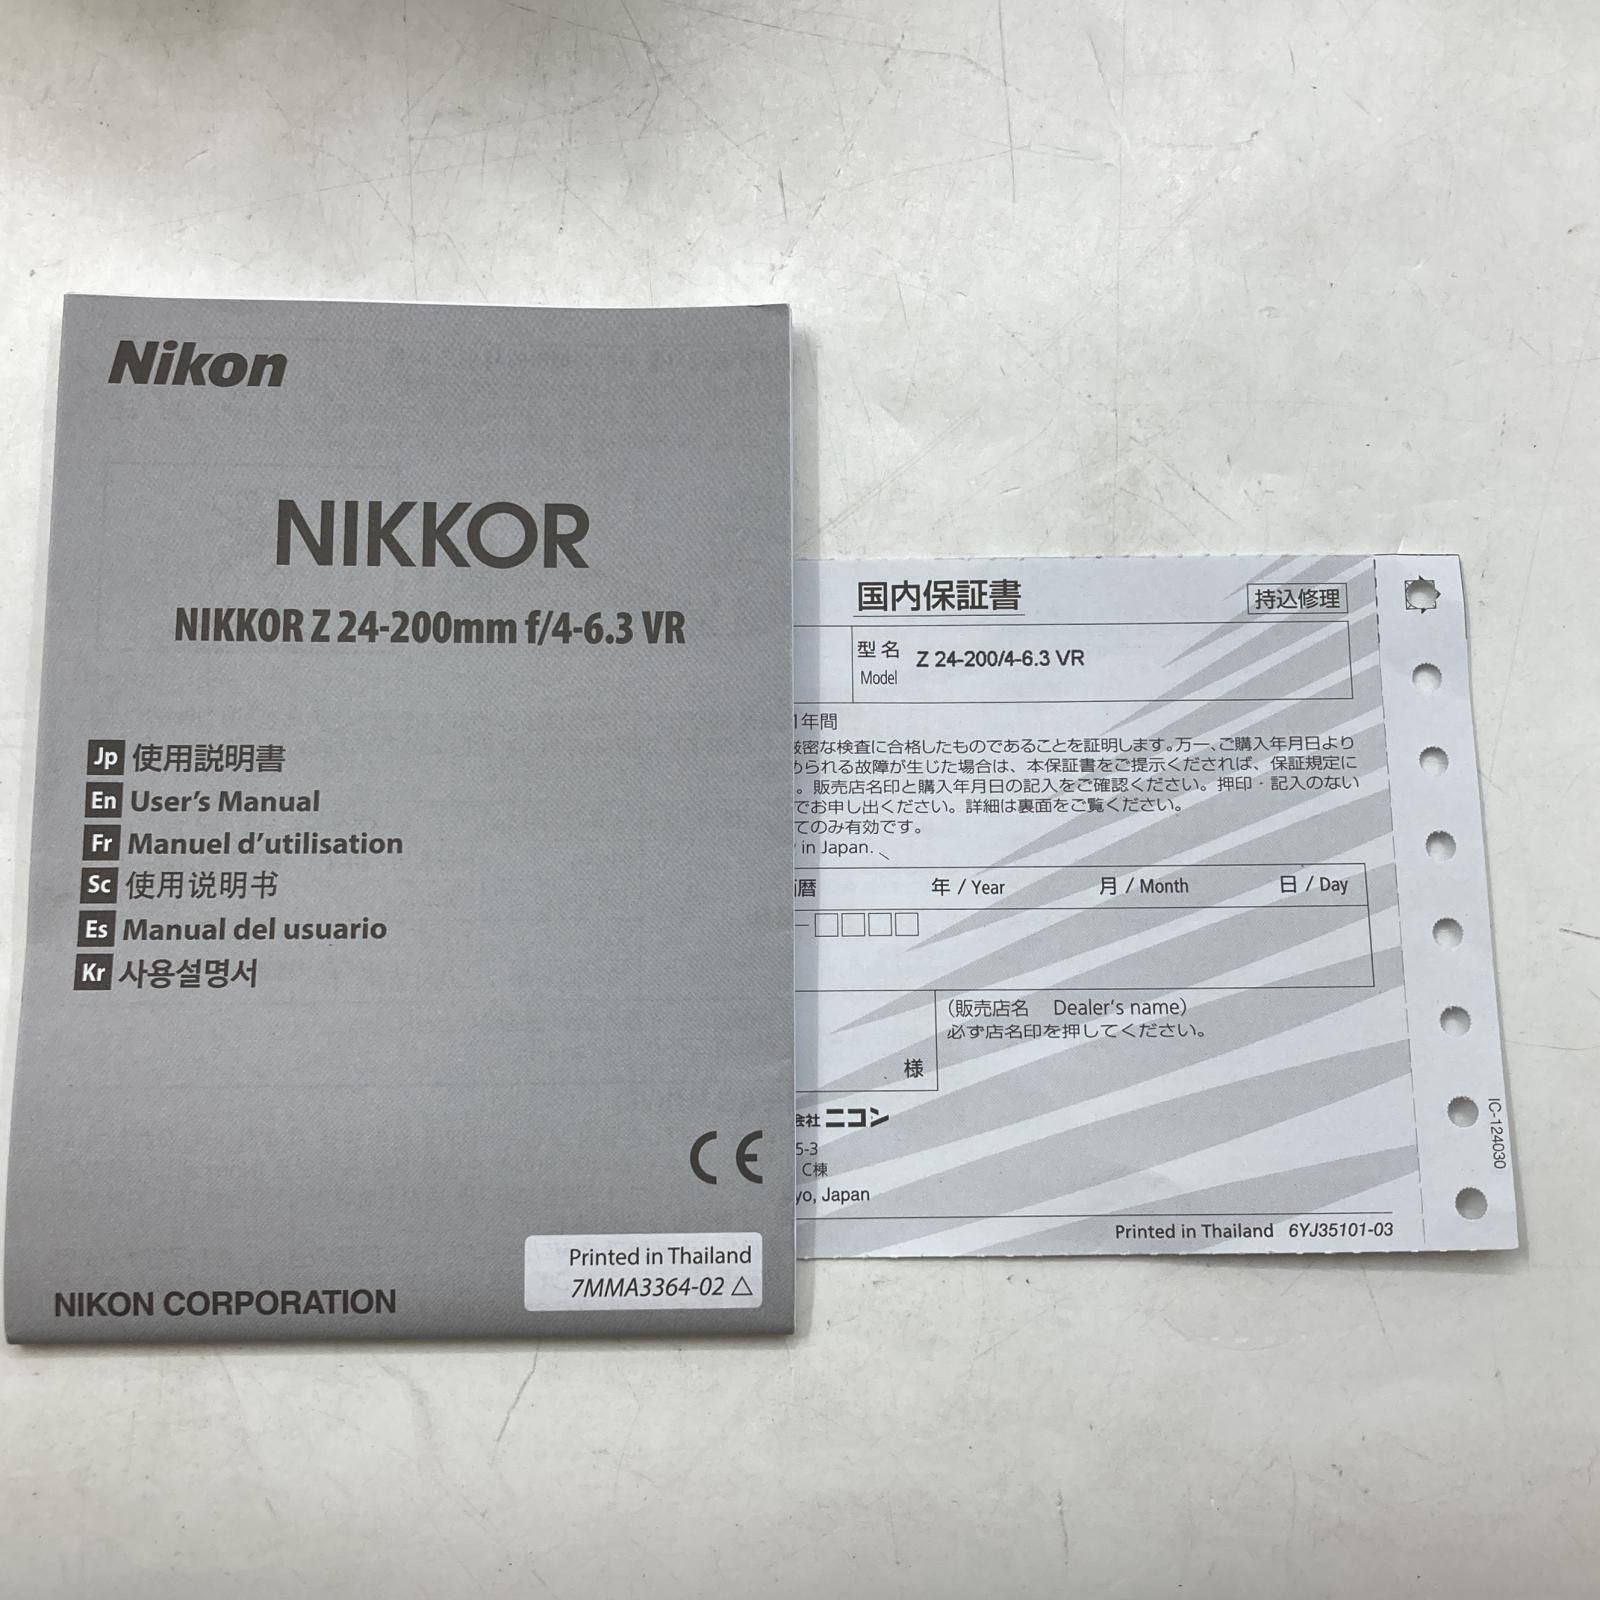 Nikon
NIKKOR
NIKKOR Z 24-200mm f/4-6.3 VR
Jp 使用説明書
En User's Manual
Fr Manuel d'utilisation
Sc 使用说明书
Es Manual del usuario
Kr 사용설명서
CE
Printed in Thailand
7MMA3364-02 △
NIKON CORPORATION
国内保証書
持込修理
型名 Z 24-200/4-6.3 VR
Model
1年間
密な検査に合格したものであることを証明します。万一、ご購入年月日より
められる故障が生じた場合は、本保証書をご提示くだされば、保証規定に
。販売店名印と購入年月日の記入をご確認ください。押印・記入のない
でお申し出ください。詳細は裏面をご覧ください。
てのみ有効です。
in Japan.
暦 年 / Year 月 / Month 日 / Day
(販売店名 Dealer's name)
必ず店名印を押してください。
様
会社 ニコン
5-3
C棟
yo, Japan
Printed in Thailand 6YJ35101-03
IC-124030